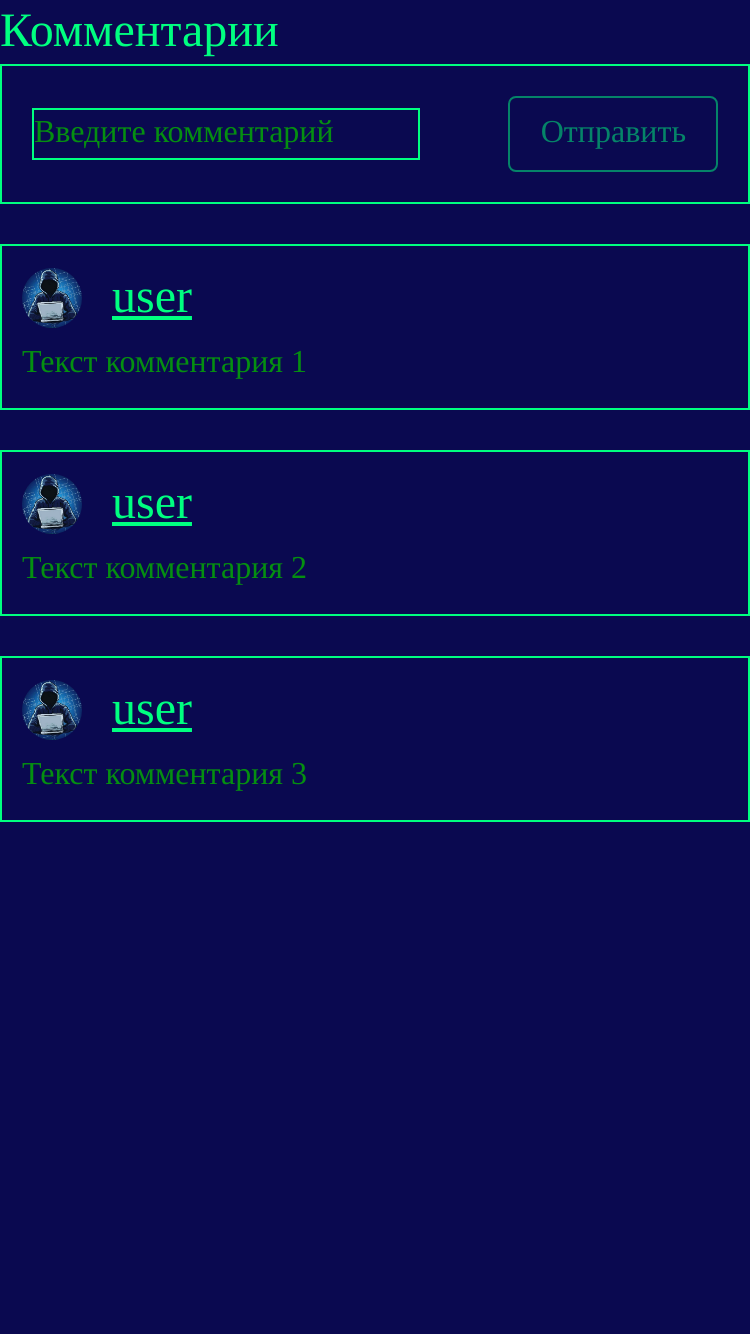 Комментарии
Введите комментарий Отправить
user
Текст комментария 1
user
Текст комментария 2
user
Текст комментария 3